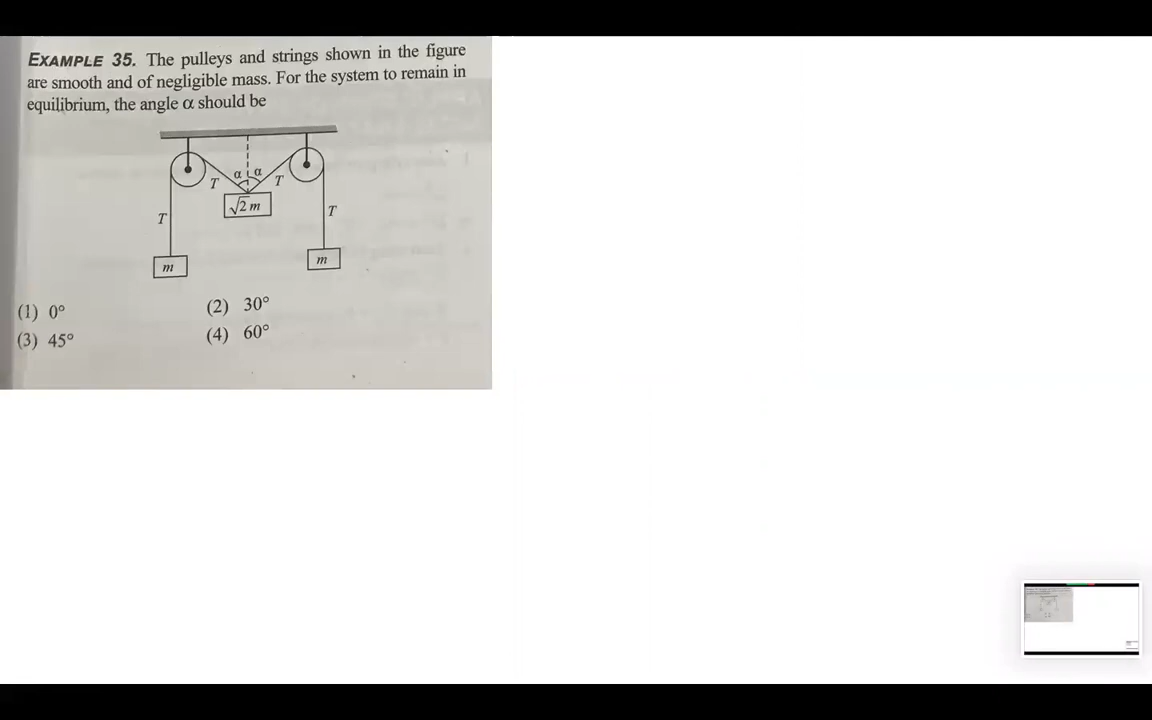 EXAMPLE 35. The pulleys and strings shown in the figure
are smooth and of negligible mass. For the system to remain in
equilibrium, the angle α should be
α α
T T
√2 m
T T
m m
(1) 0° (2) 30°
(3) 45° (4) 60°